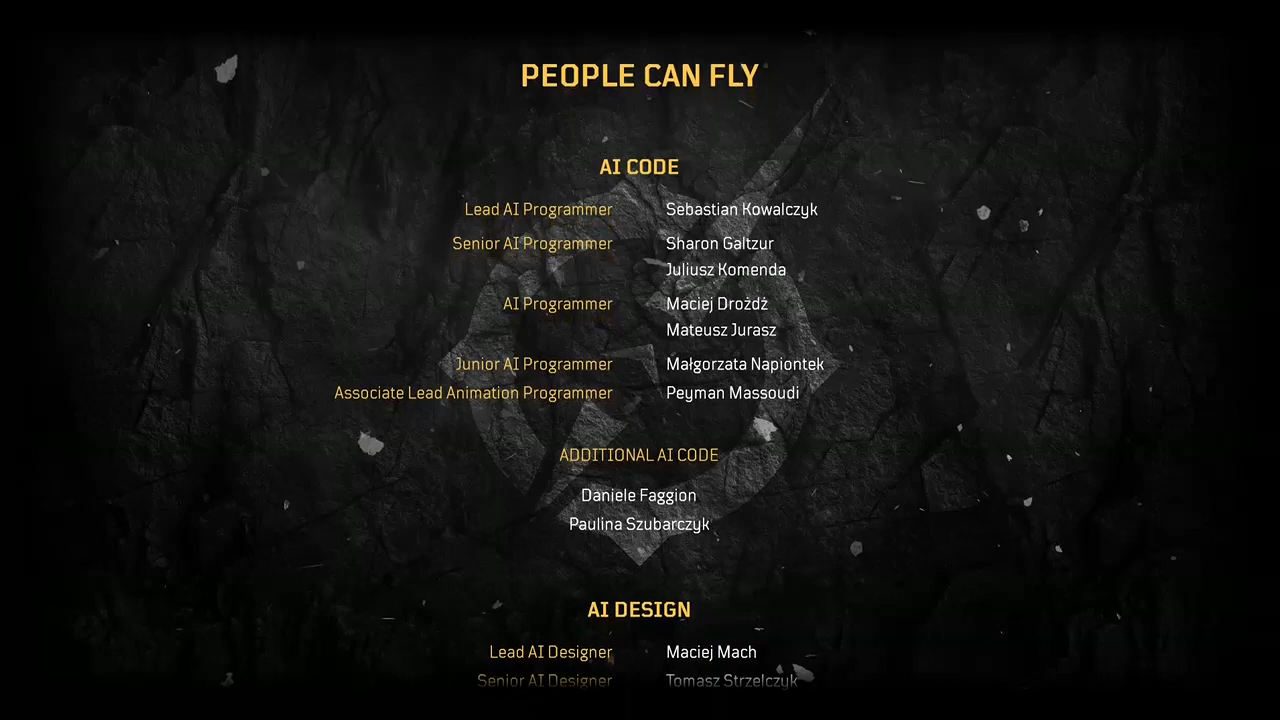 PEOPLE CAN FLY
AI CODE
Lead AI Programmer Sebastian Kowalczyk
Senior AI Programmer Sharon Galtzur
Juliusz Komenda
AI Programmer Maciej Drożdż
Mateusz Jurasz
Junior AI Programmer Małgorzata Napiontek
Associate Lead Animation Programmer Peyman Massoudi
ADDITIONAL AI CODE
Daniele Faggion
Paulina Szubarczyk
AI DESIGN
Lead AI Designer Maciej Mach
Senior AI Designer Tomasz Strzelczyk